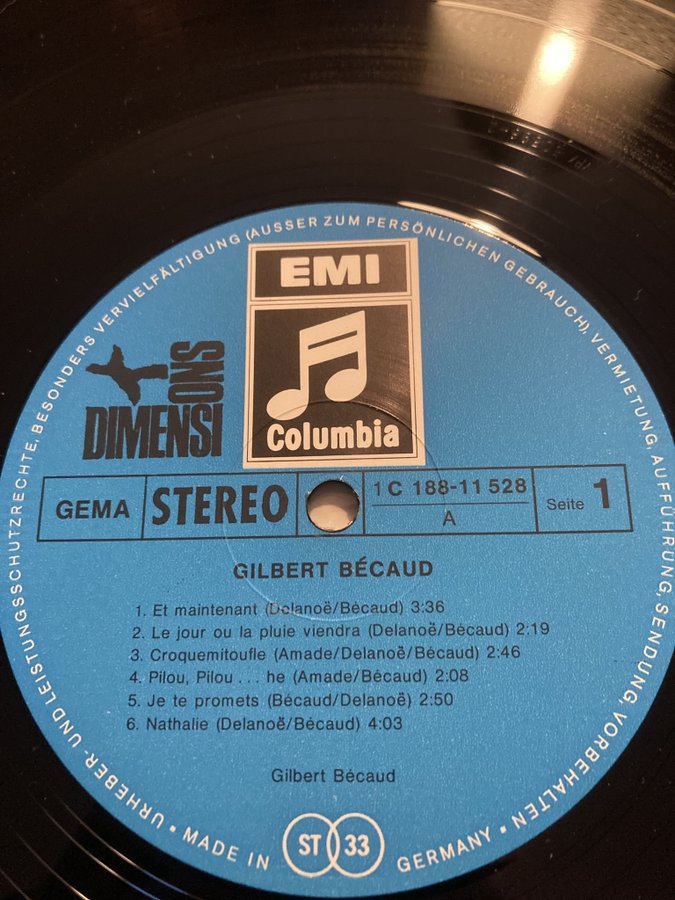 URHEBER- UND LEISTUNGSSCHUTZRECHTE, BESONDERS VERVIELFÄLTIGUNG (AUSSER ZUM PERSÖNLICHEN GEBRAUCH), VERMIETUNG, AUFFÜHRUNG, SENDUNG, VORBEHALTEN
EMI
Columbia
DIMENSIONS
GEMA
STEREO
1 C 188-11 528
A
Seite 1
GILBERT BÉCAUD
1. Et maintenant (Delanoë/Bécaud) 3:36
2. Le jour ou la pluie viendra (Delanoë/Bécaud) 2:19
3. Croquemitoufle (Amade/Delanoë/Bécaud) 2:46
4. Pilou, Pilou . . . he (Amade/Bécaud) 2:08
5. Je te promets (Bécaud/Delanoë) 2:50
6. Nathalie (Delanoë/Bécaud) 4:03
Gilbert Bécaud
▪ MADE IN
ST 33
GERMANY ▪